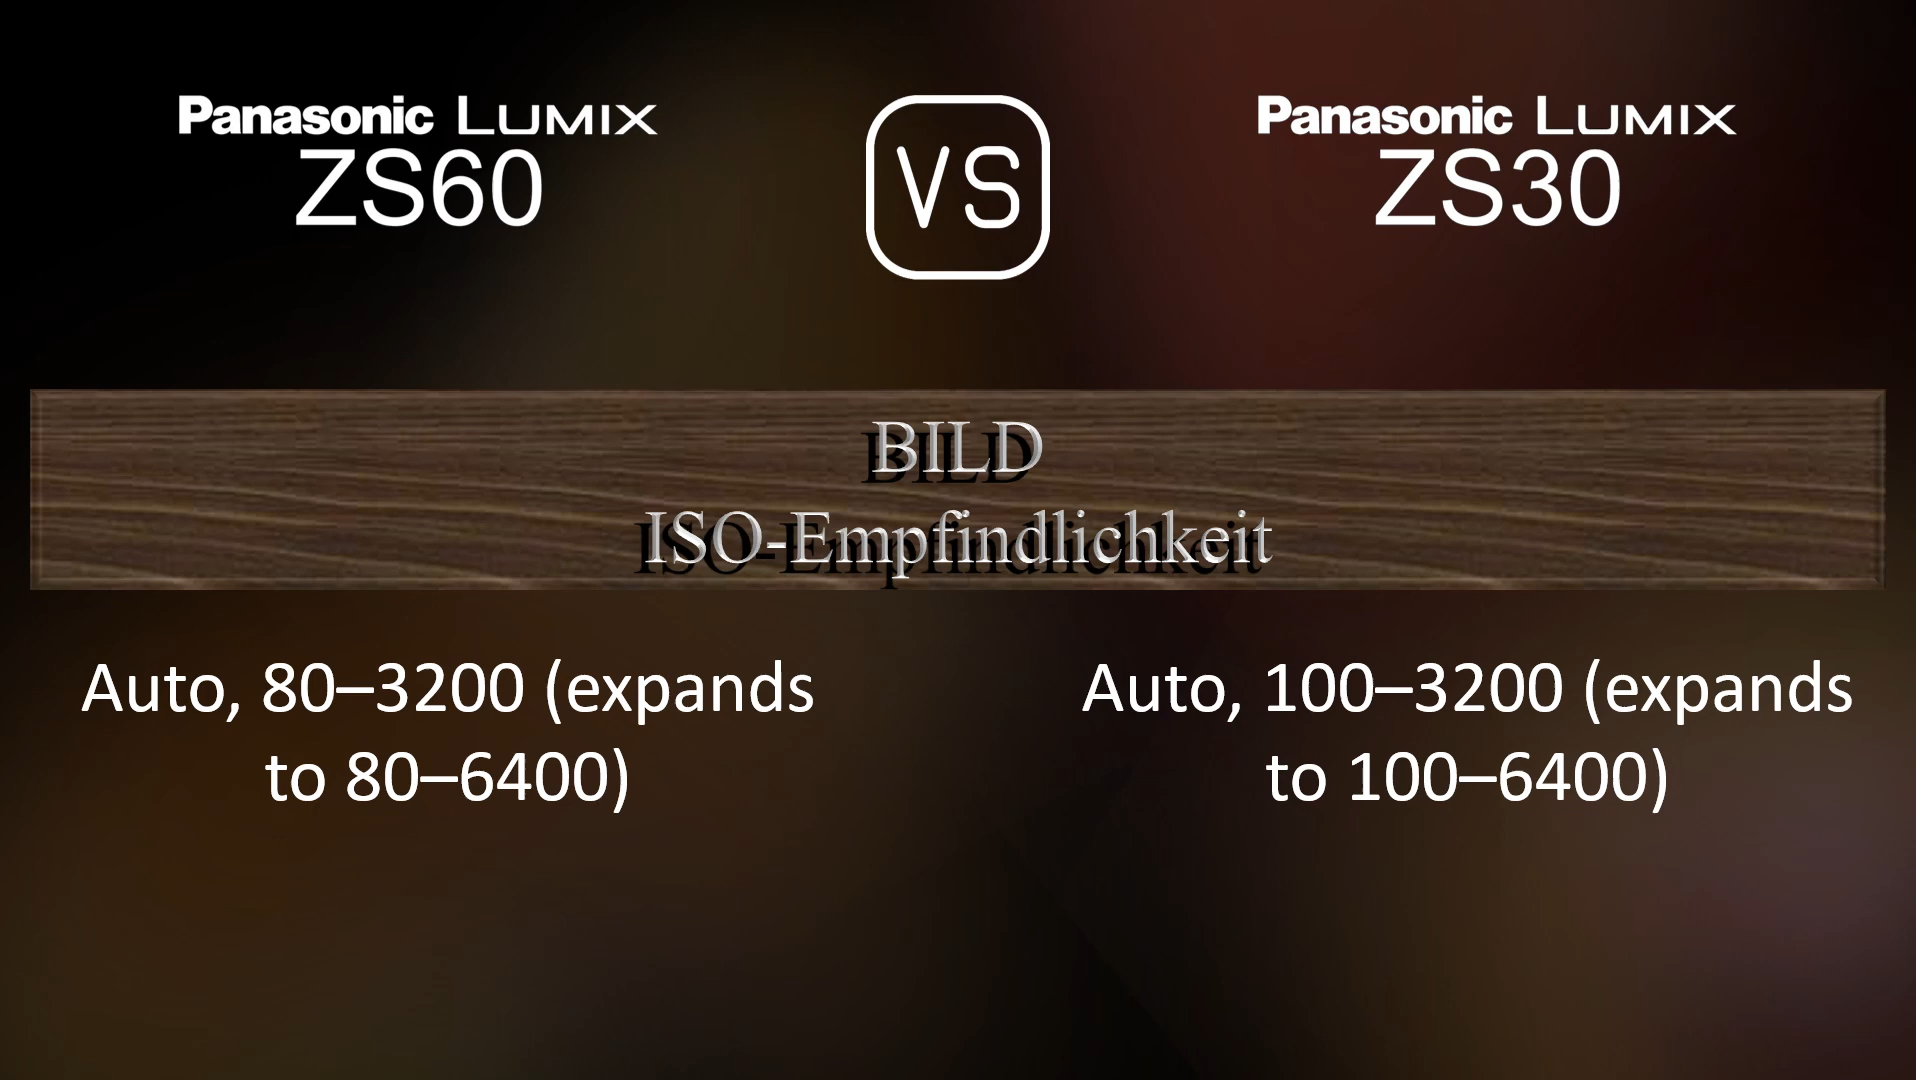 Panasonic LUMIX
ZS60
VS
Panasonic LUMIX
ZS30
BILD
ISO-Empfindlichkeit
Auto, 80–3200 (expands
to 80–6400)
Auto, 100–3200 (expands
to 100–6400)